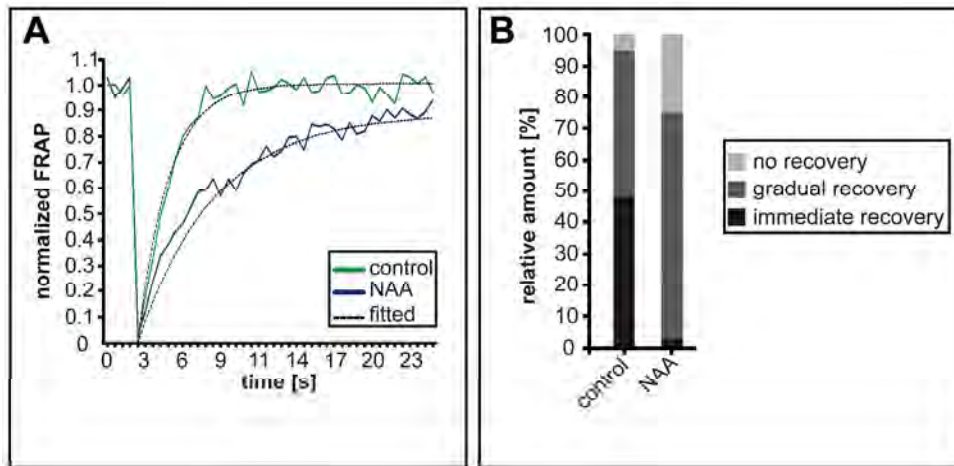 A
normalized FRAP
1.1
1.0
0.9
0.8
0.7
0.6
0.5
0.4
0.3
0.2
0.1
0
0 3 6 8 11 14 17 20 23
time [s]
control
NAA
fitted
B
relative amount [%]
100
90
80
70
60
50
40
30
20
10
0
control
NAA
no recovery
gradual recovery
immediate recovery